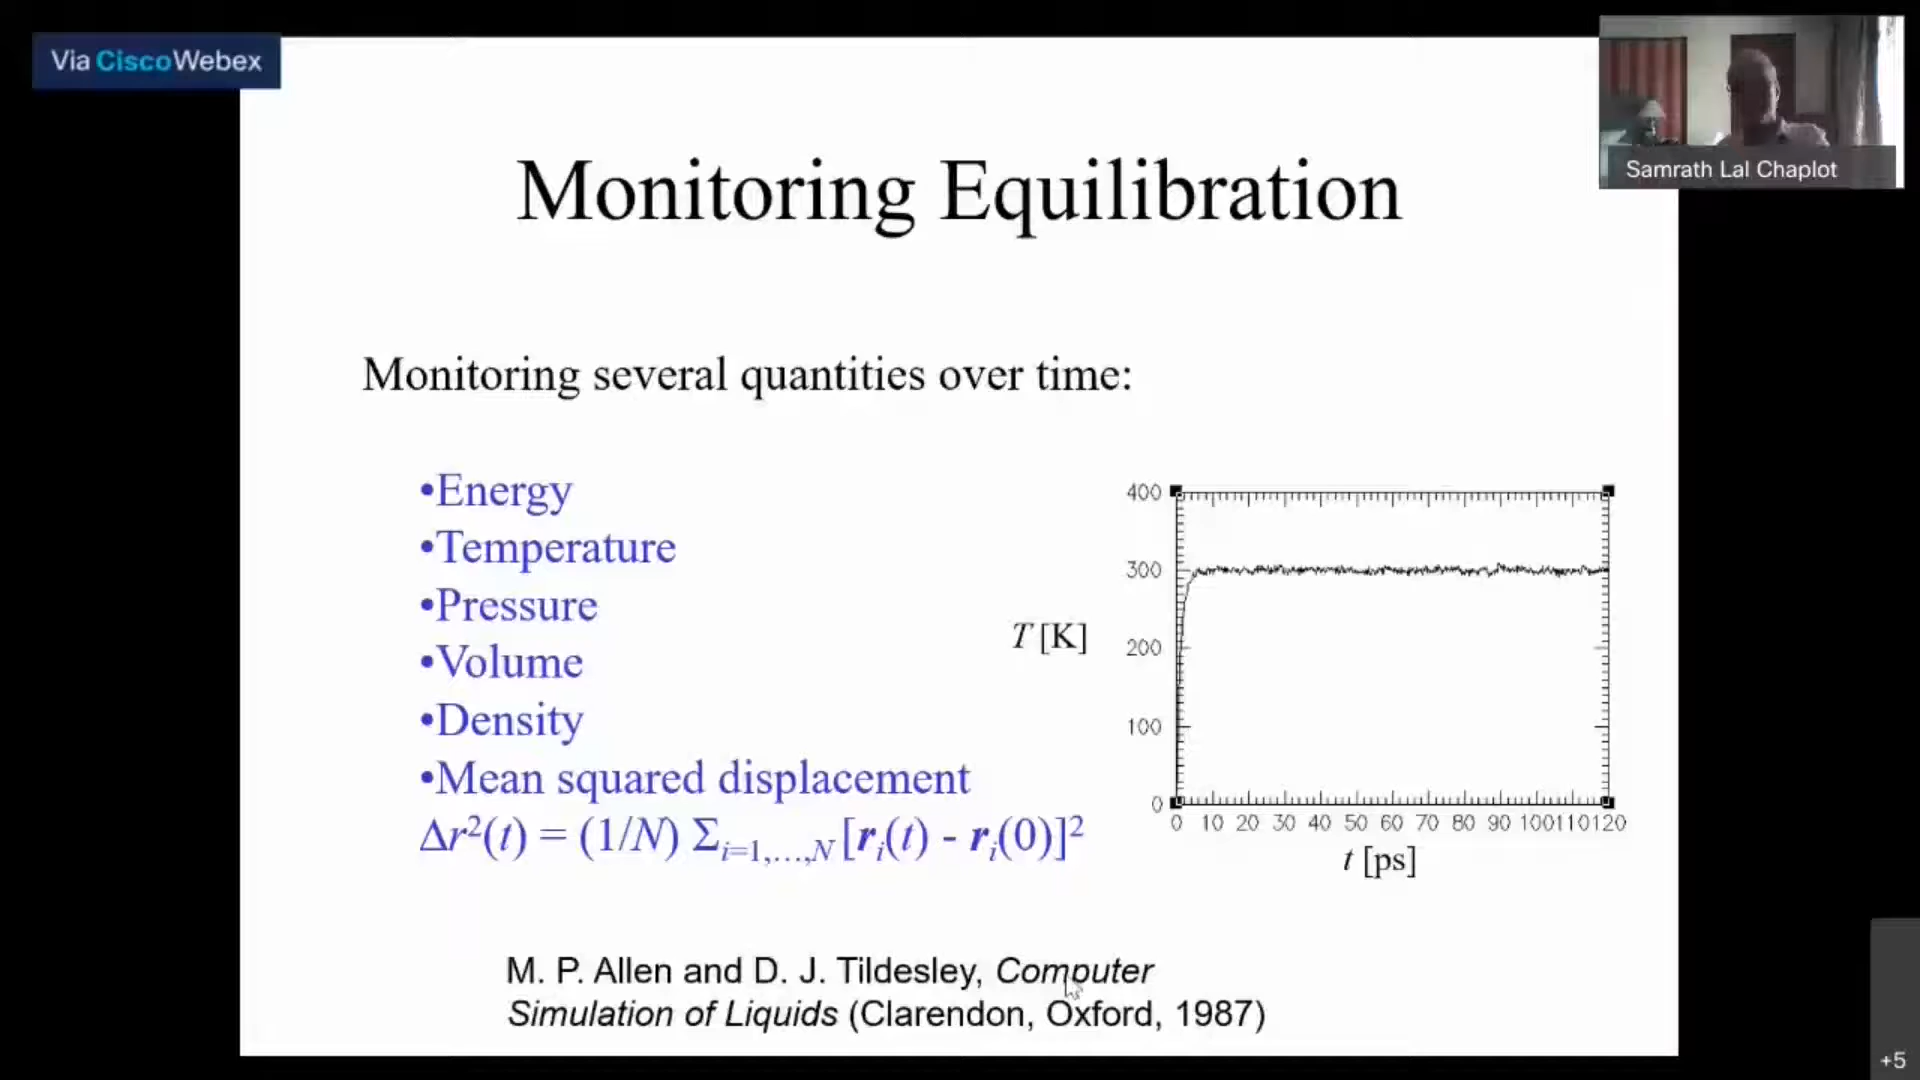 Via CiscoWebex
Samrath Lal Chaplot
Monitoring Equilibration
Monitoring several quantities over time:
•Energy
•Temperature
•Pressure
•Volume
•Density
•Mean squared displacement
Δr²(t) = (1/N) Σi=1,…,N [ri(t) - ri(0)]²
400
300
T [K]
200
100
0
0 10 20 30 40 50 60 70 80 90 100110120
t [ps]
M. P. Allen and D. J. Tildesley, Computer
Simulation of Liquids (Clarendon, Oxford, 1987)
+5